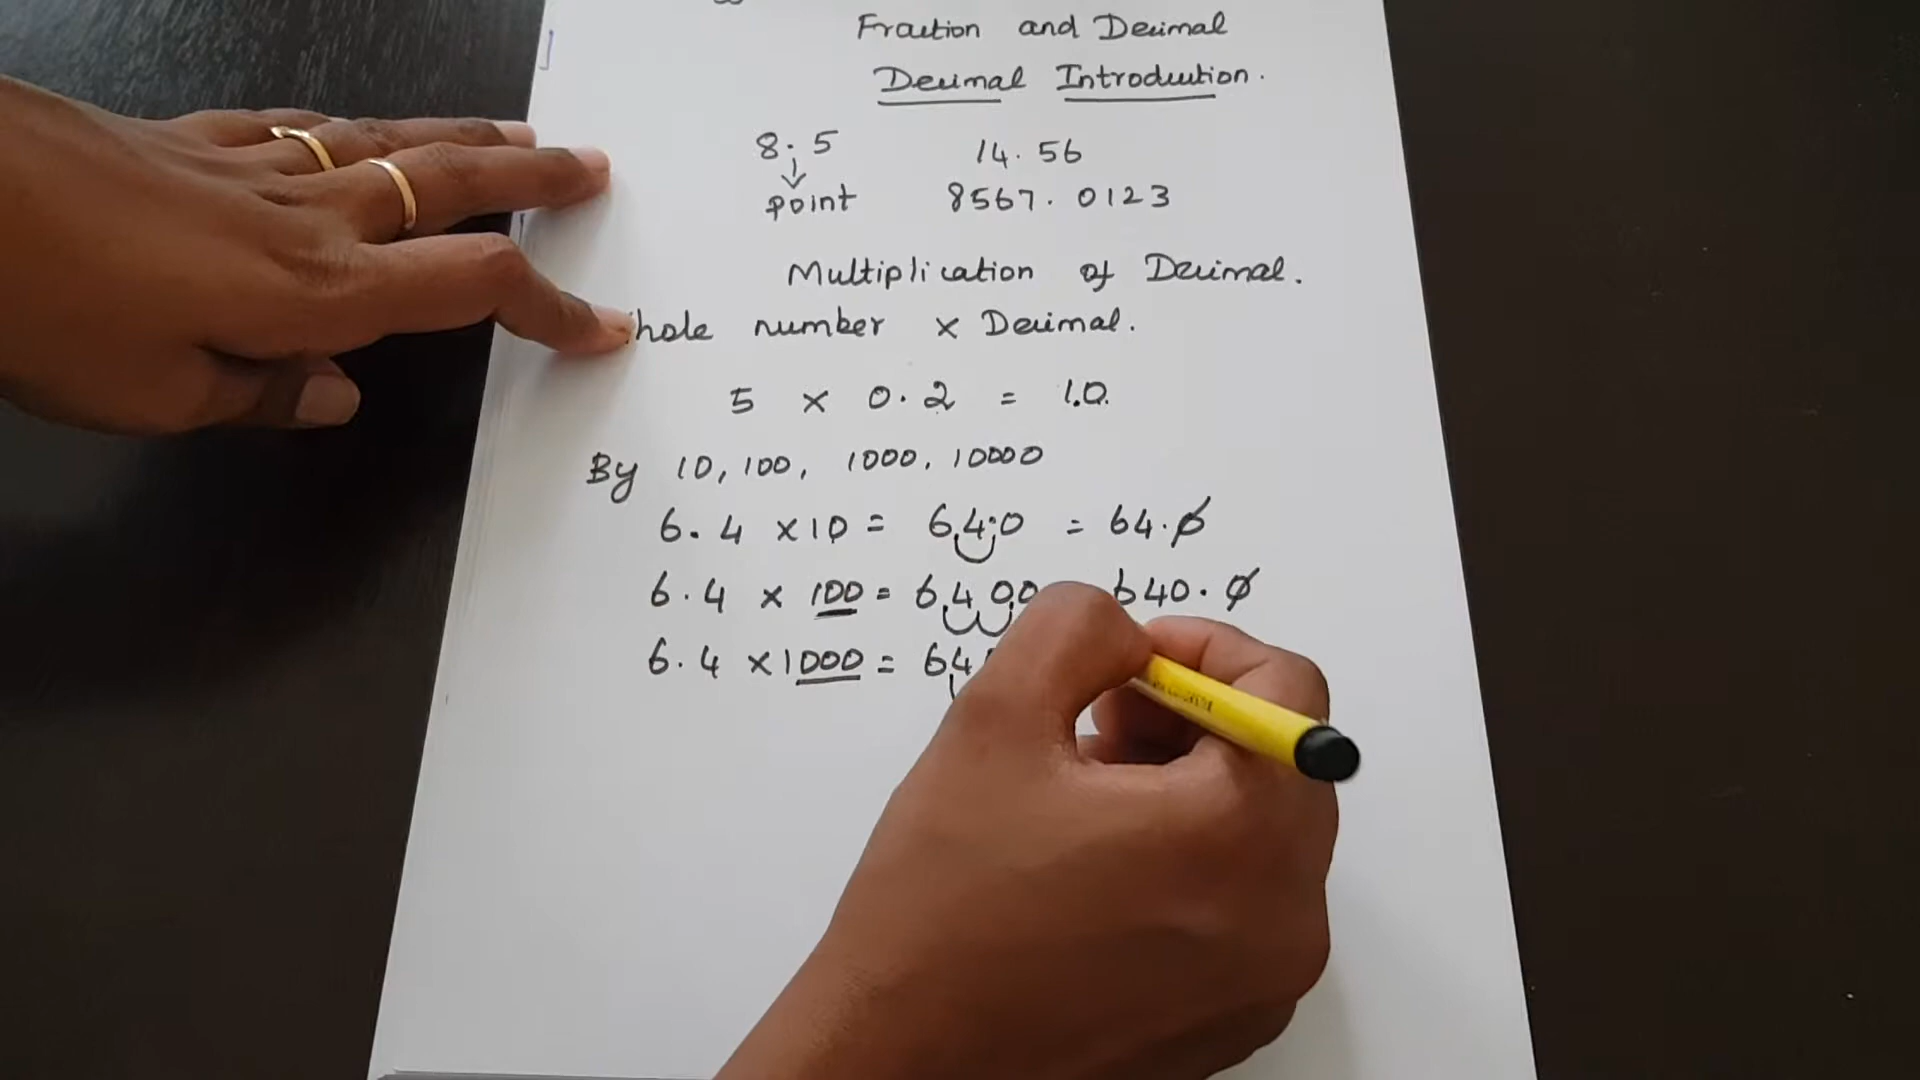 Fraction and Decimal
Decimal Introduction.
8.5 14.56
point 8567.0123
Multiplication of Decimal.
number × Decimal.
5 × 0.2 = 1.0
By 10, 100, 1000, 10000
6.4 ×10 = 64.0 = 64.0
6.4 × 100 = 6400 640.0
6.4 ×1000 = 64